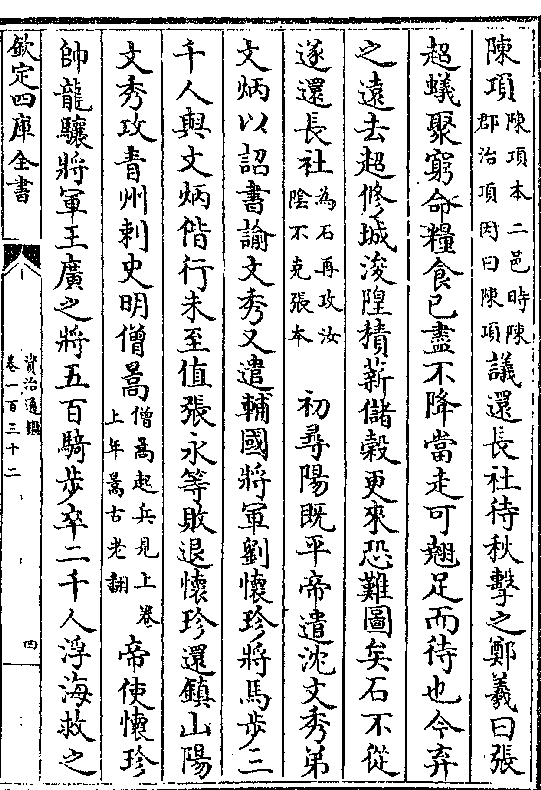 陳項陳項本二邑時陳郡治項因曰陳項議還長社待秋擊之鄭羲曰張
超蟻聚窮命糧食已盡不降當走可翹足而待也今弃
之遠去超修城浚隍積薪儲穀更來恐難圖矣石不從
遂還長社為石再攻汝陰不克張本 初尋陽既平帝遣沈文秀弟
文炳以詔書諭文秀又遣輔國將軍劉懷珍將馬步三
千人與文炳偕行未至值張永等敗退懷珍還鎮山陽
文秀攻青州刺史明僧暠僧暠起兵見上卷上年暠古老翻帝使懷珍
帥龍驤將軍王廣之將五百騎步卒二千人浮海救之
欽定四庫全書
資治通鑑
卷一百三十二
四